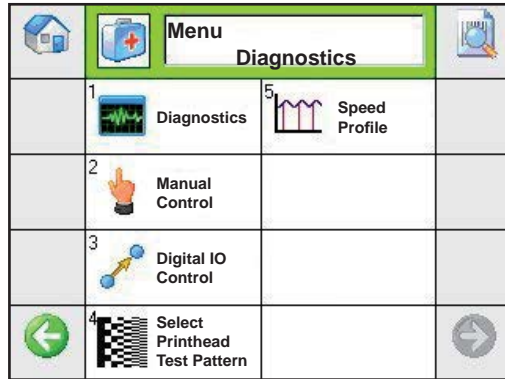 Menu
Diagnostics
1
Diagnostics
5
Speed
Profile
2
Manual
Control
3
Digital IO
Control
4
Select
Printhead
Test Pattern